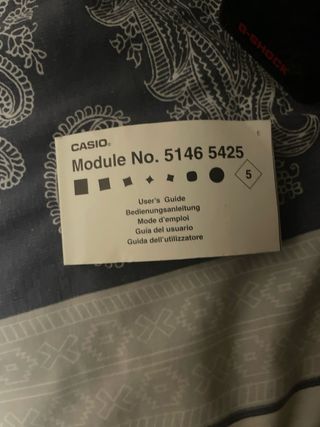 G-SHOCK
CASIO®
E
Module No. 5146 5425
5
User's Guide
Bedienungsanleitung
Mode d'emploi
Guía del usuario
Guida dell'utilizzatore